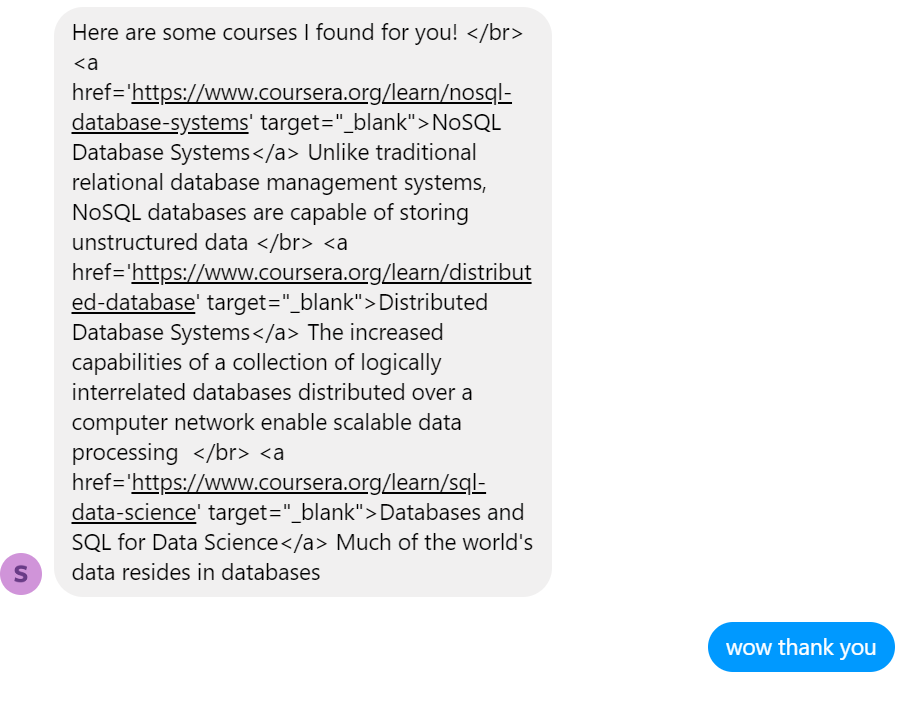 Here are some courses I found for you! </br>
<a
href='https://www.coursera.org/learn/nosql-
database-systems' target="_blank">NoSQL
Database Systems</a> Unlike traditional
relational database management systems,
NoSQL databases are capable of storing
unstructured data </br> <a
href='https://www.coursera.org/learn/distribut
ed-database' target="_blank">Distributed
Database Systems</a> The increased
capabilities of a collection of logically
interrelated databases distributed over a
computer network enable scalable data
processing  </br> <a
href='https://www.coursera.org/learn/sql-
data-science' target="_blank">Databases and
SQL for Data Science</a> Much of the world's
data resides in databases
S
wow thank you